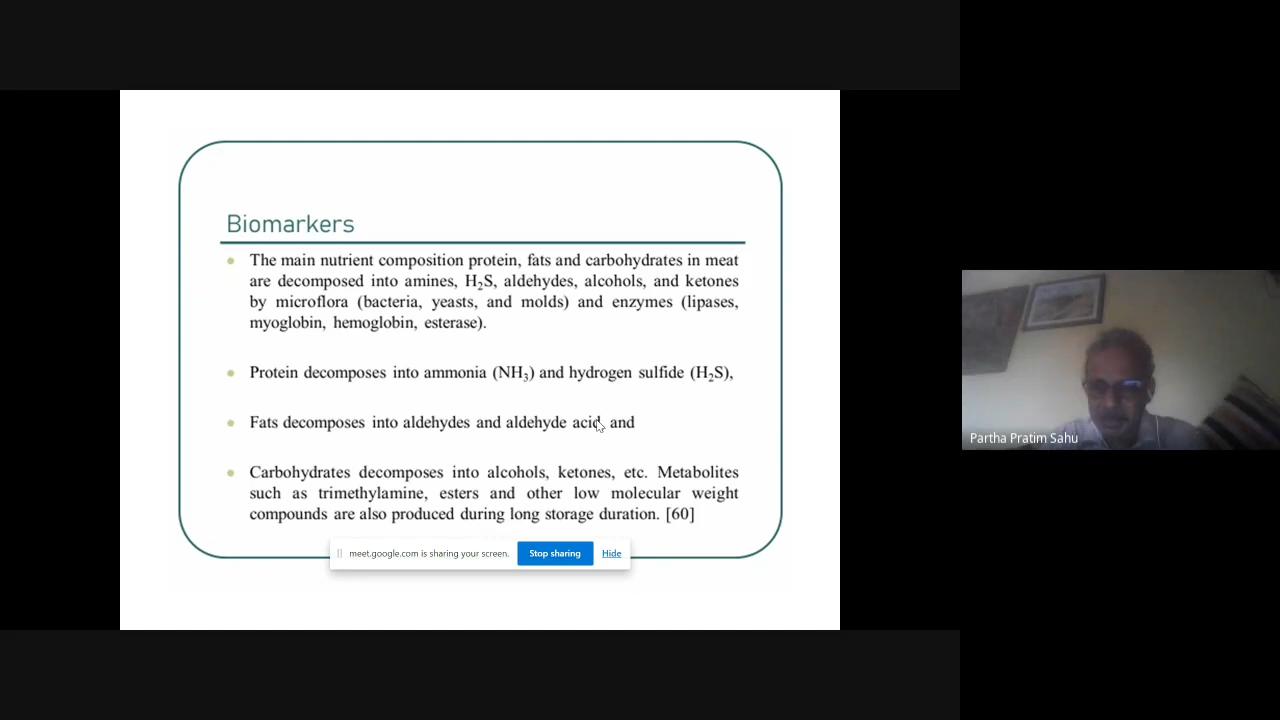 Biomarkers
The main nutrient composition protein, fats and carbohydrates in meat
are decomposed into amines, H₂S, aldehydes, alcohols, and ketones
by microflora (bacteria, yeasts, and molds) and enzymes (lipases,
myoglobin, hemoglobin, esterase).
Protein decomposes into ammonia (NH₃) and hydrogen sulfide (H₂S),
Fats decomposes into aldehydes and aldehyde acid, and
Carbohydrates decomposes into alcohols, ketones, etc. Metabolites
such as trimethylamine, esters and other low molecular weight
compounds are also produced during long storage duration. [60]
meet.google.com is sharing your screen. Stop sharing Hide
Partha Pratim Sahu